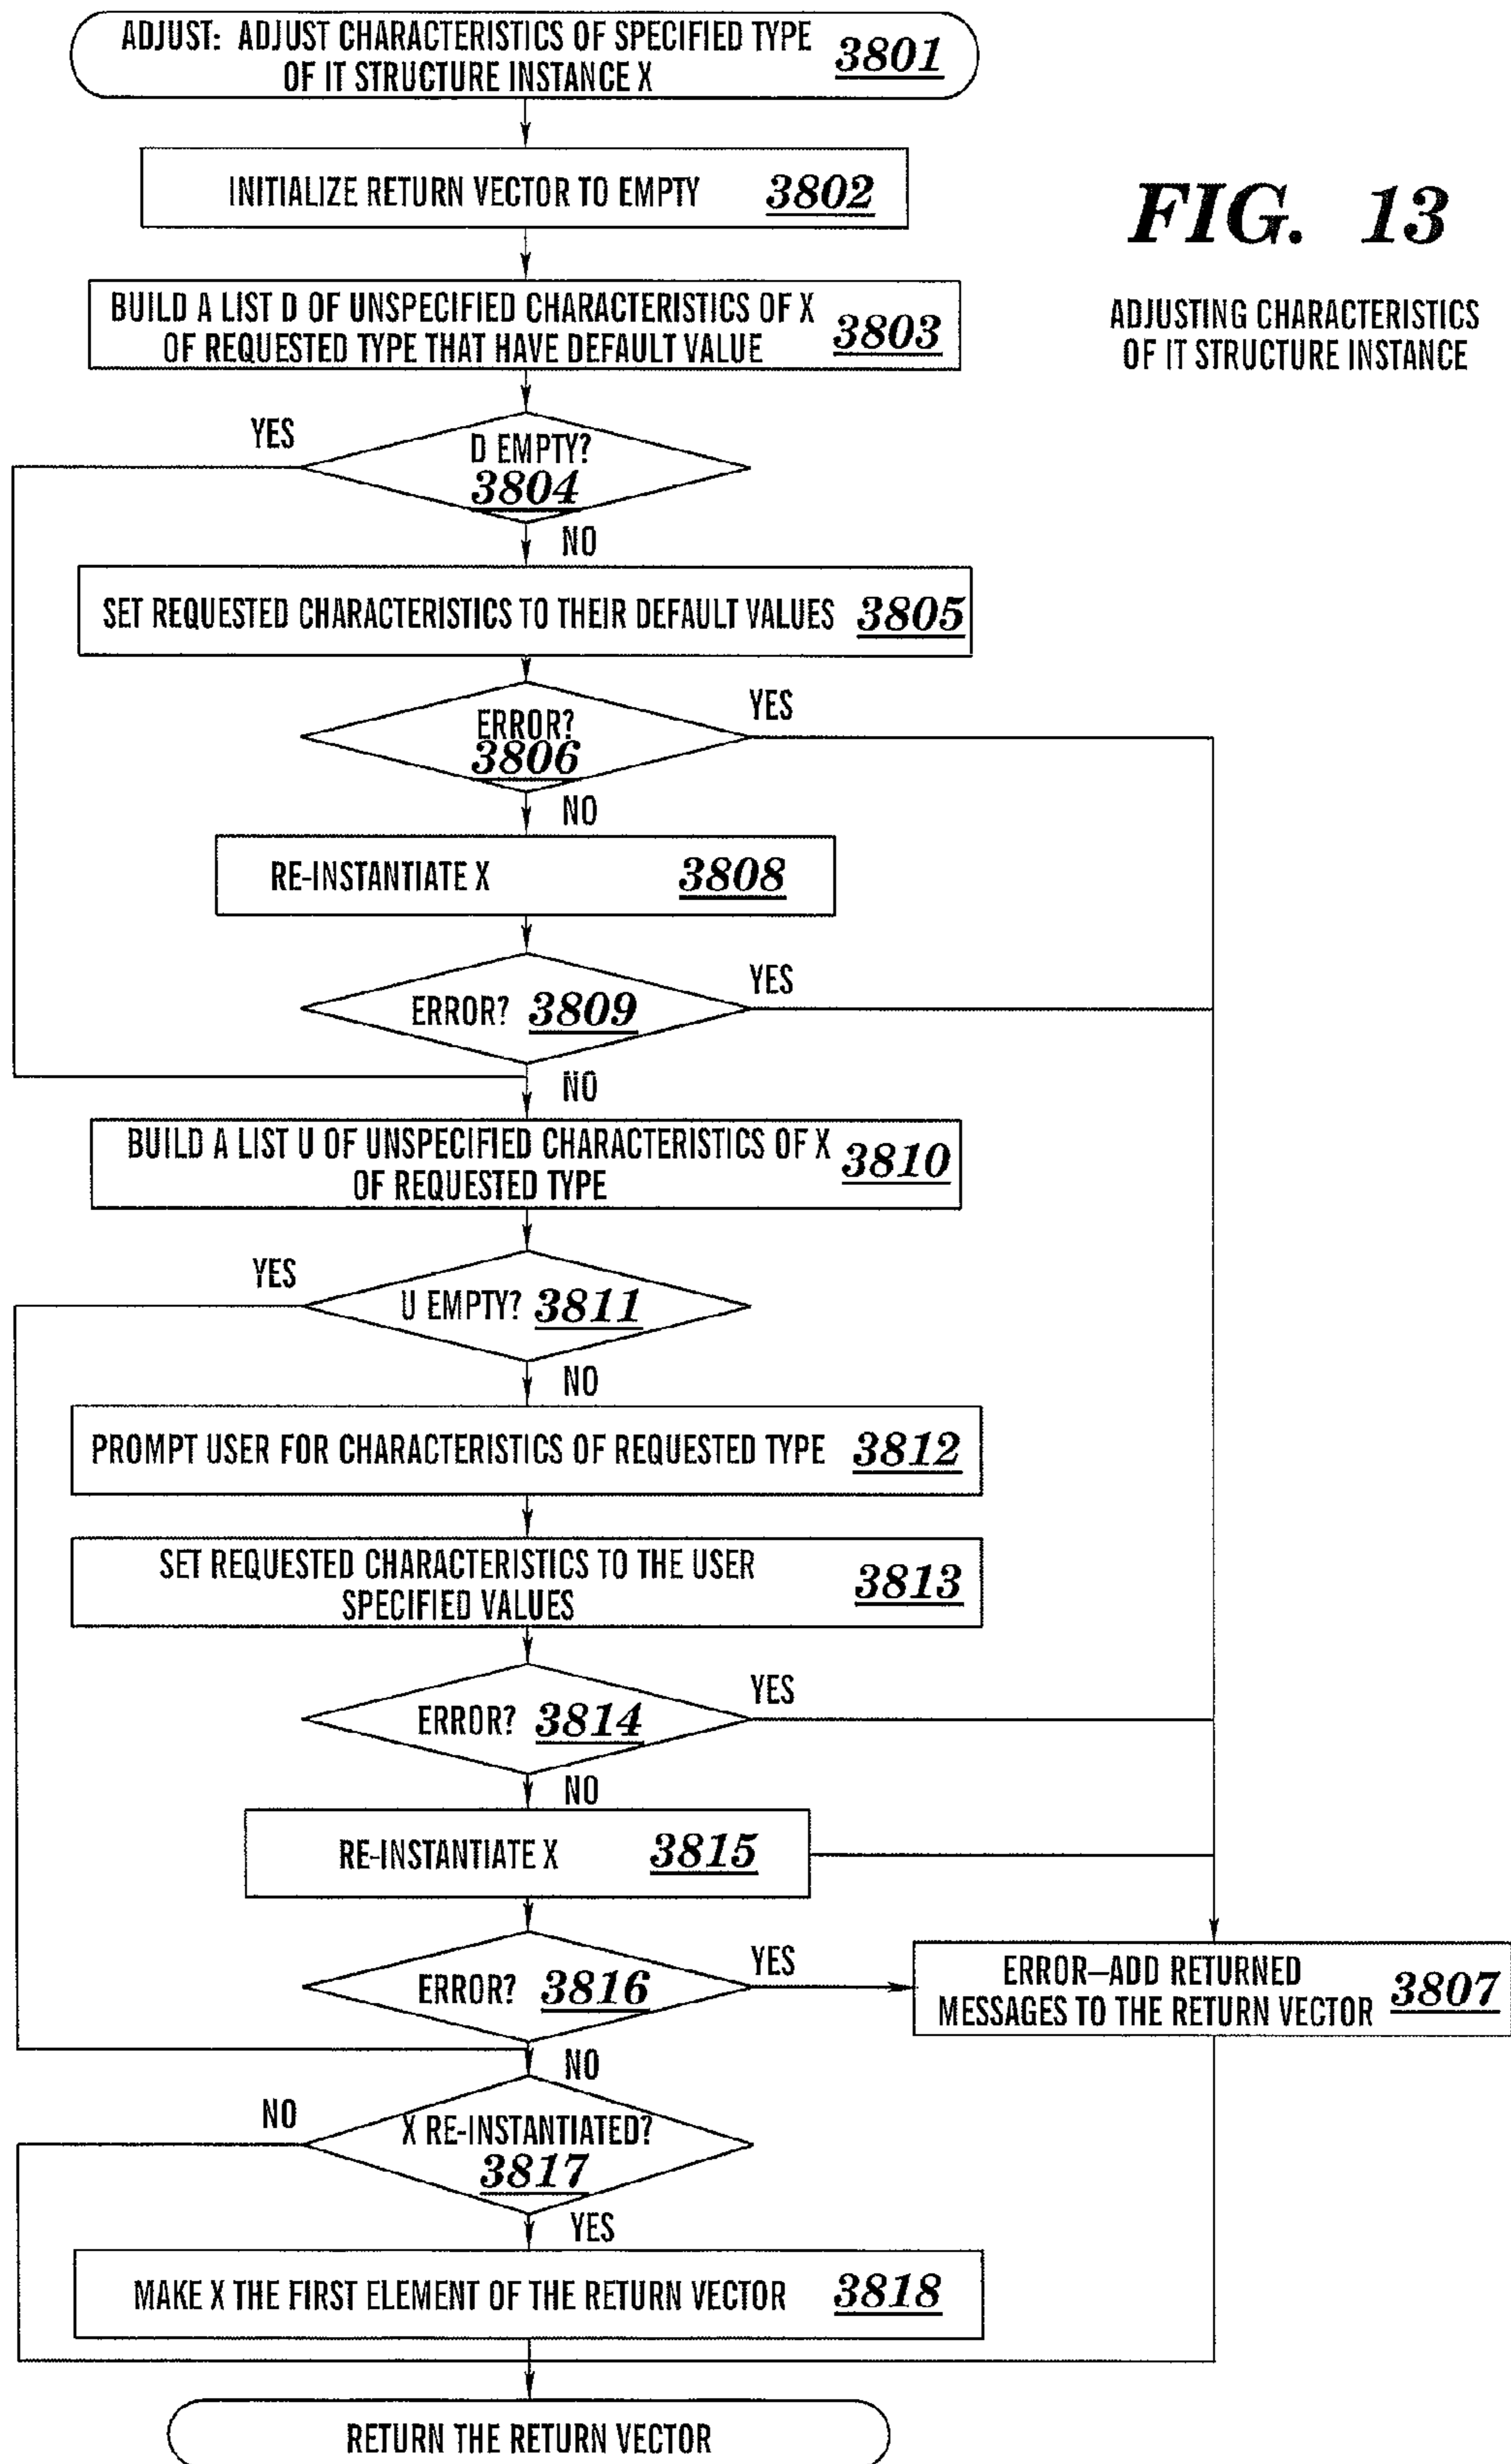 ADJUST: ADJUST CHARACTERISTICS OF SPECIFIED TYPE
OF IT STRUCTURE INSTANCE X
3801
INITIALIZE RETURN VECTOR TO EMPTY 3802
FIG. 13
ADJUSTING CHARACTERISTICS
OF IT STRUCTURE INSTANCE
BUILD A LIST D OF UNSPECIFIED CHARACTERISTICS OF X
OF REQUESTED TYPE THAT HAVE DEFAULT VALUE
3803
YES
D EMPTY?
3804
NO
SET REQUESTED CHARACTERISTICS TO THEIR DEFAULT VALUES 3805
YES
ERROR?
3806
NO
RE-INSTANTIATE X 3808
YES
ERROR? 3809
NO
BUILD A LIST U OF UNSPECIFIED CHARACTERISTICS OF X
OF REQUESTED TYPE
3810
YES
U EMPTY? 3811
NO
PROMPT USER FOR CHARACTERISTICS OF REQUESTED TYPE 3812
SET REQUESTED CHARACTERISTICS TO THE USER
SPECIFIED VALUES
3813
YES
ERROR? 3814
NO
RE-INSTANTIATE X 3815
YES
ERROR? 3816
ERROR—ADD RETURNED
MESSAGES TO THE RETURN VECTOR
3807
NO
NO
X RE-INSTANTIATED?
3817
YES
MAKE X THE FIRST ELEMENT OF THE RETURN VECTOR 3818
RETURN THE RETURN VECTOR